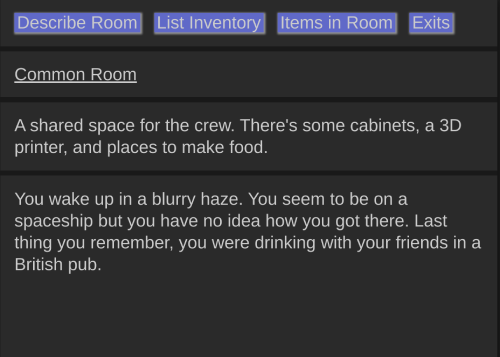 Describe Room List Inventory Items in Room Exits
Common Room
A shared space for the crew. There's some cabinets, a 3D
printer, and places to make food.
You wake up in a blurry haze. You seem to be on a
spaceship but you have no idea how you got there. Last
thing you remember, you were drinking with your friends in a
British pub.